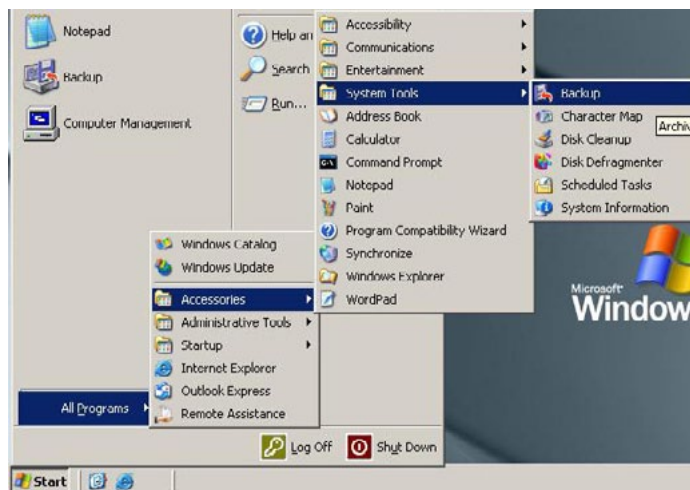 Notepad
Backup
Computer Management
Help an
Search
Run...
Accessibility
Communications
Entertainment
System Tools
Address Book
Calculator
Command Prompt
Notepad
Paint
Program Compatibility Wizard
Synchronize
Windows Explorer
WordPad
Backup
Character Map
Disk Cleanup
Disk Defragmenter
Scheduled Tasks
System Information
Archiv
Windows Catalog
Windows Update
Accessories
Administrative Tools
Startup
Internet Explorer
Outlook Express
Remote Assistance
All Programs
Log Off
Shut Down
Start
Microsoft
Window